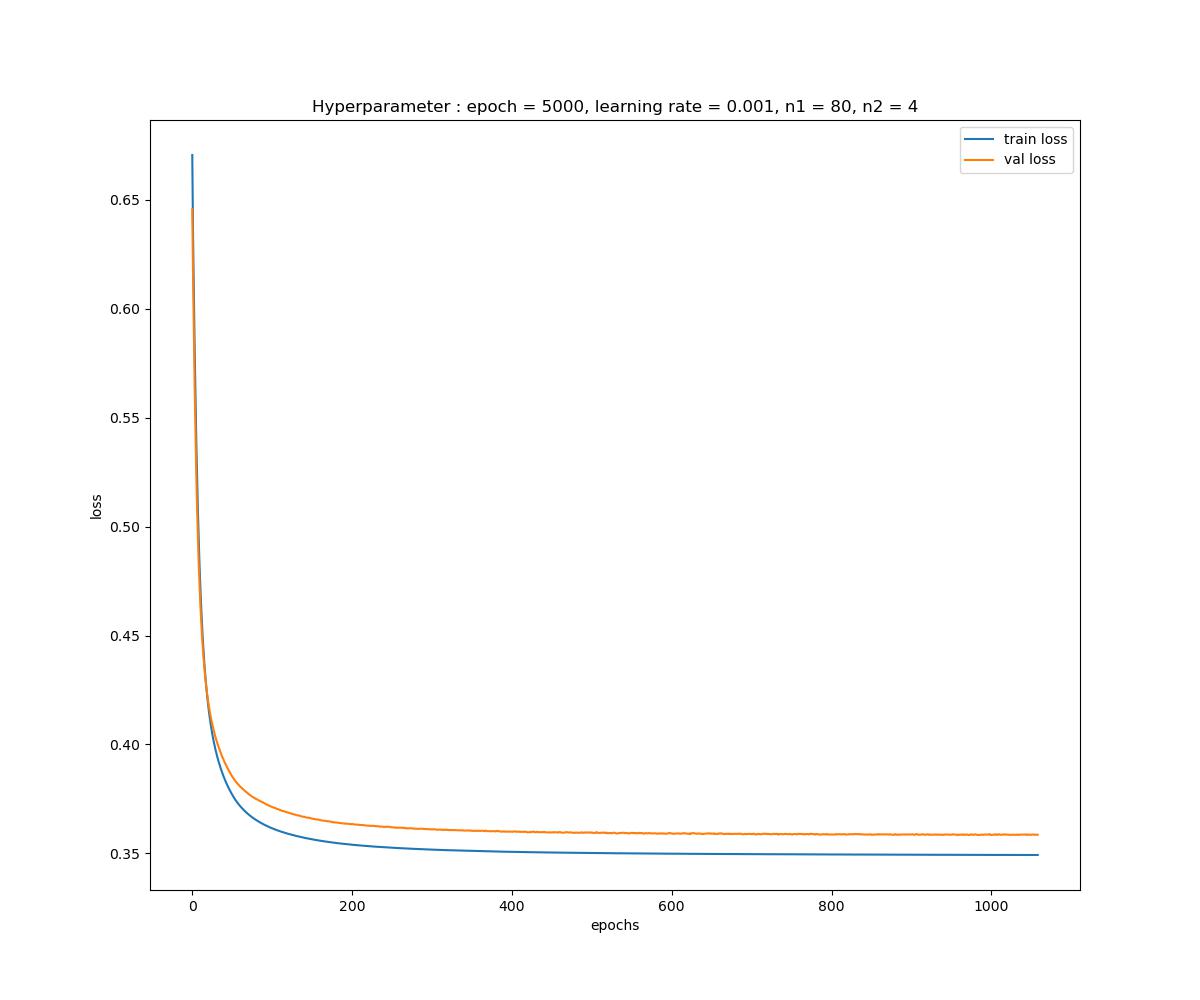 Hyperparameter : epoch = 5000, learning rate = 0.001, n1 = 80, n2 = 4
train loss
val loss
0.65
0.60
0.55
0.50
0.45
0.40
0.35
loss
0
200
400
600
800
1000
epochs